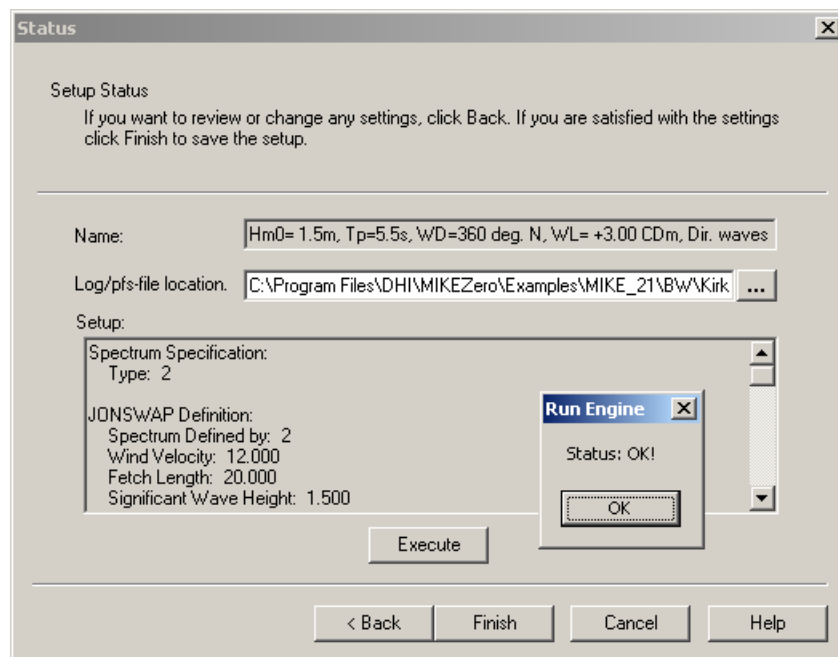 Status
Setup Status
If you want to review or change any settings, click Back. If you are satisfied with the settings
click Finish to save the setup.
Name:
Hm0= 1.5m, Tp=5.5s, WD=360 deg. N, WL= +3.00 CDm, Dir. waves
Log/pfs-file location.
C:\Program Files\DHI\MIKEZero\Examples\MIKE_21\BW\Kirk
...
Setup:
Spectrum Specification:
Type: 2
JONSWAP Definition:
Spectrum Defined by: 2
Wind Velocity: 12.000
Fetch Length: 20.000
Significant Wave Height: 1.500
Run Engine
Status: OK!
OK
Execute
< Back
Finish
Cancel
Help